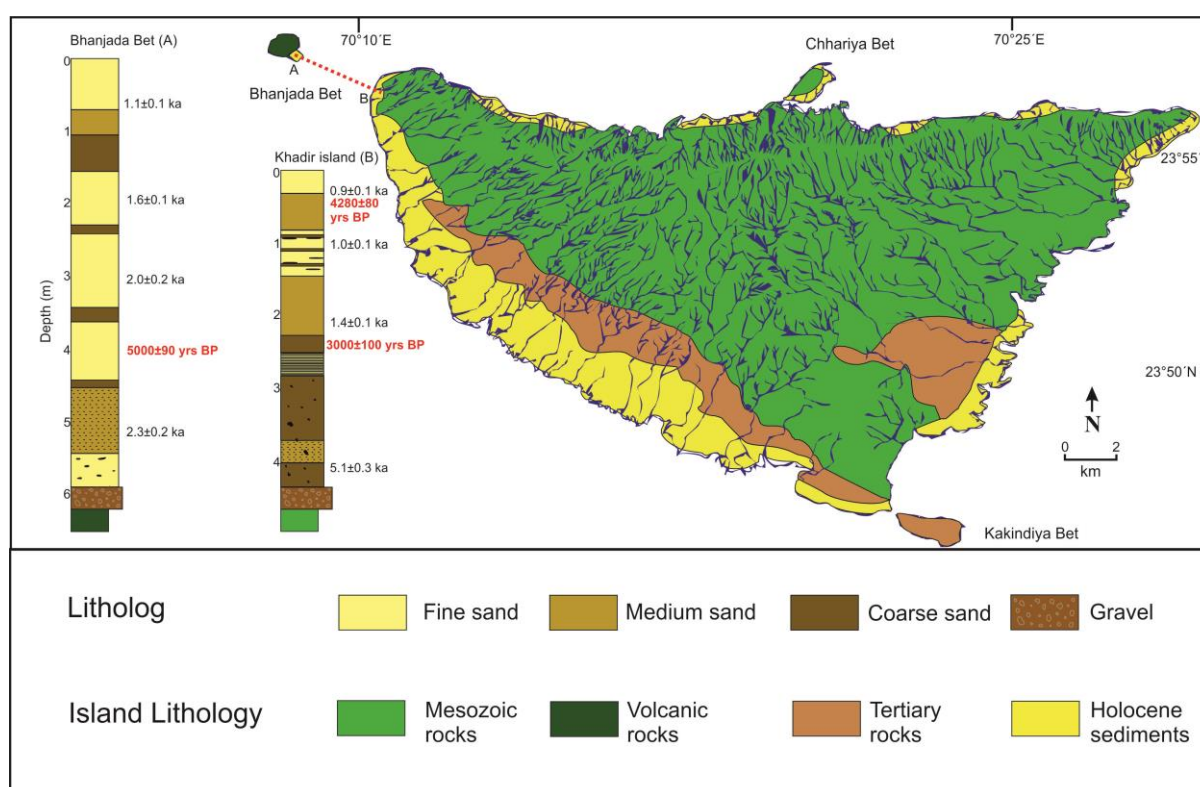 Bhanjada Bet (A)
0
1.1±0.1 ka
1
1.6±0.1 ka
2
2.0±0.2 ka
3
Depth (m)
4
5000±90 yrs BP
5
2.3±0.2 ka
6
70°10´E
A
Bhanjada Bet
B
Khadir island (B)
0
0.9±0.1 ka
4280±80
yrs BP
1
1.0±0.1 ka
2
1.4±0.1 ka
3000±100 yrs BP
3
4
5.1±0.3 ka
Chhariya Bet
70°25´E
23°55´
23°50´N
N
0 2
km
Kakindiya Bet
Litholog
Fine sand
Medium sand
Coarse sand
Gravel
Island Lithology
Mesozoic
rocks
Volcanic
rocks
Tertiary
rocks
Holocene
sediments